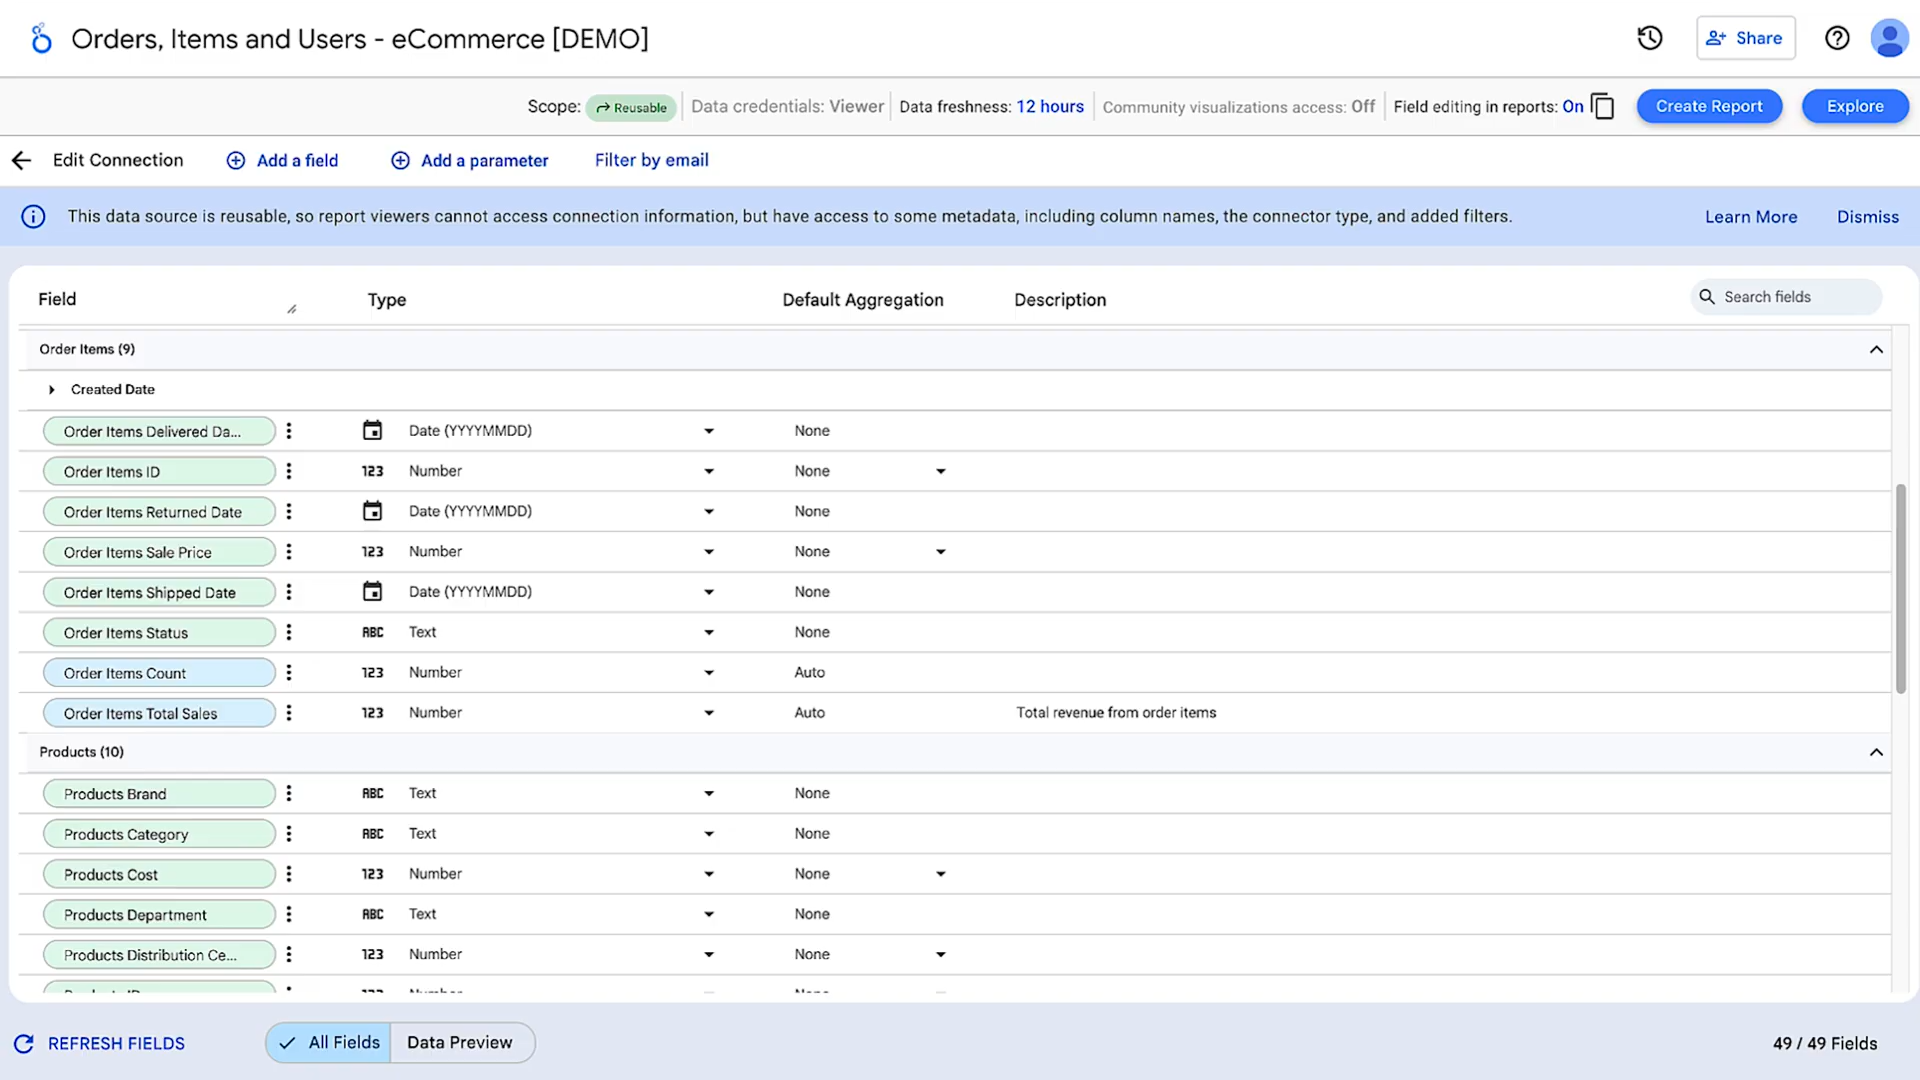 Orders, Items and Users - eCommerce [DEMO]
Share
Scope: Reusable
Data credentials: Viewer
Data freshness: 12 hours
Community visualizations access: Off
Field editing in reports: On
Create Report
Explore
Edit Connection
Add a field
Add a parameter
Filter by email
This data source is reusable, so report viewers cannot access connection information, but have access to some metadata, including column names, the connector type, and added filters.
Learn More
Dismiss
Field Type Default Aggregation Description
Search fields
Order Items (9)
Created Date
Order Items Delivered Da... Date (YYYYMMDD) None
Order Items ID 123 Number None
Order Items Returned Date Date (YYYYMMDD) None
Order Items Sale Price 123 Number None
Order Items Shipped Date Date (YYYYMMDD) None
Order Items Status ABC Text None
Order Items Count 123 Number Auto
Order Items Total Sales 123 Number Auto Total revenue from order items
Products (10)
Products Brand ABC Text None
Products Category ABC Text None
Products Cost 123 Number None
Products Department ABC Text None
Products Distribution Ce... 123 Number None
REFRESH FIELDS
All Fields
Data Preview
49 / 49 Fields